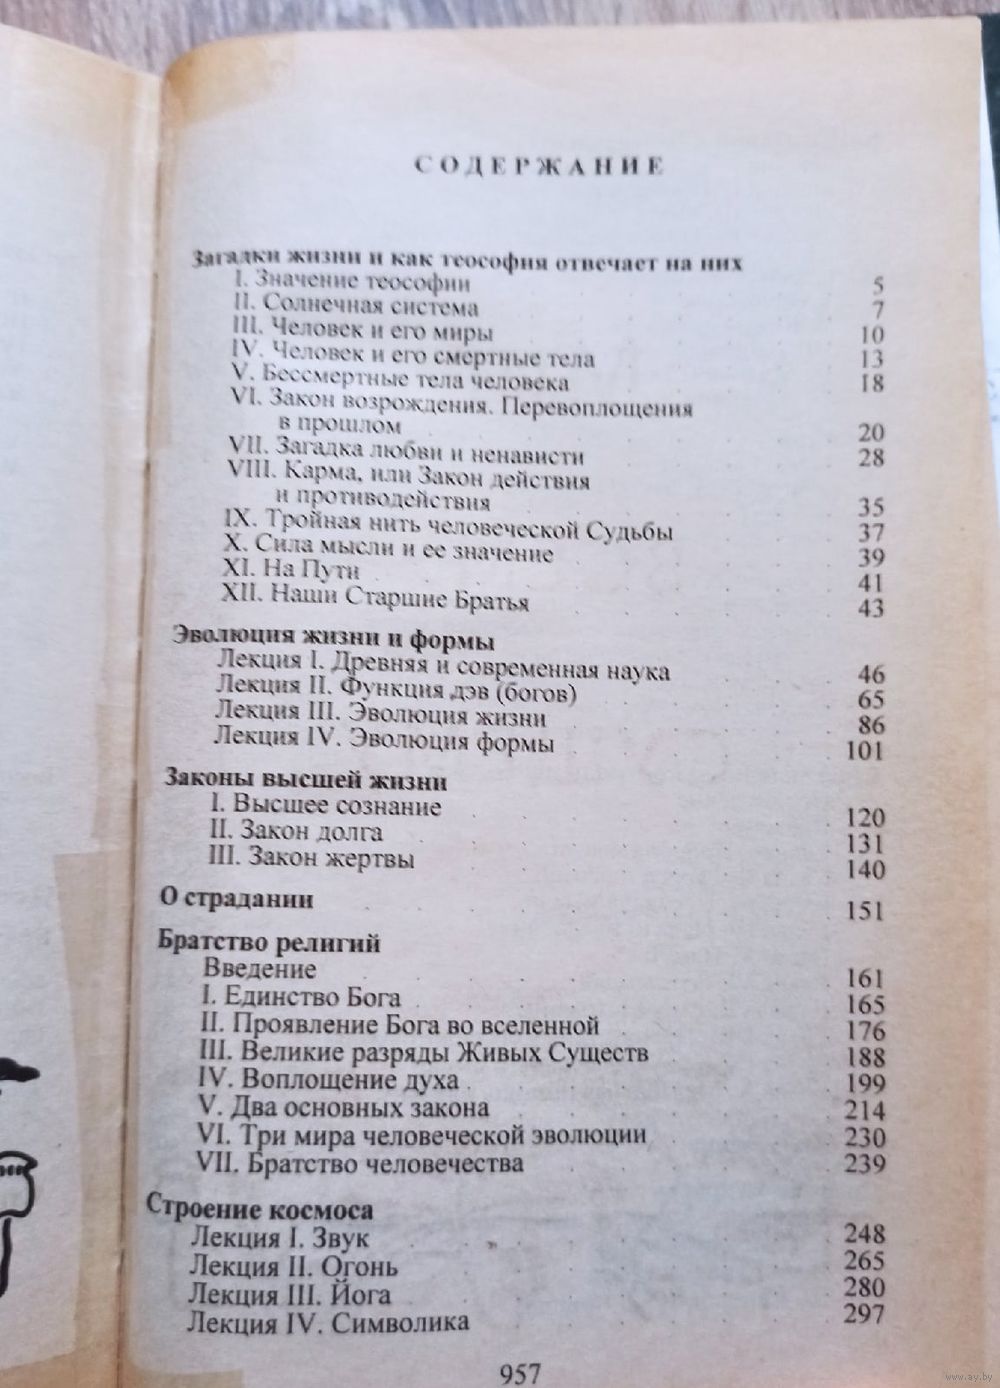 СОДЕРЖАНИЕ
Загадки жизни и как теософия отвечает на них
I. Значение теософии 5
II. Солнечная система 7
III. Человек и его миры 10
IV. Человек и его смертные тела 13
V. Бессмертные тела человека 18
VI. Закон возрождения. Перевоплощения
в прошлом 20
VII. Загадка любви и ненависти 28
VIII. Карма, или Закон действия
и противодействия 35
IX. Тройная нить человеческой Судьбы 37
X. Сила мысли и ее значение 39
XI. На Пути 41
XII. Наши Старшие Братья 43
Эволюция жизни и формы
Лекция I. Древняя и современная наука 46
Лекция II. Функция дэв (богов) 65
Лекция III. Эволюция жизни 86
Лекция IV. Эволюция формы 101
Законы высшей жизни
I. Высшее сознание 120
II. Закон долга 131
III. Закон жертвы 140
О страдании 151
Братство религий
Введение 161
I. Единство Бога 165
II. Проявление Бога во вселенной 176
III. Великие разряды Живых Существ 188
IV. Воплощение духа 199
V. Два основных закона 214
VI. Три мира человеческой эволюции 230
VII. Братство человечества 239
Строение космоса
Лекция I. Звук 248
Лекция II. Огонь 265
Лекция III. Йога 280
Лекция IV. Символика 297
957
www.ay.by